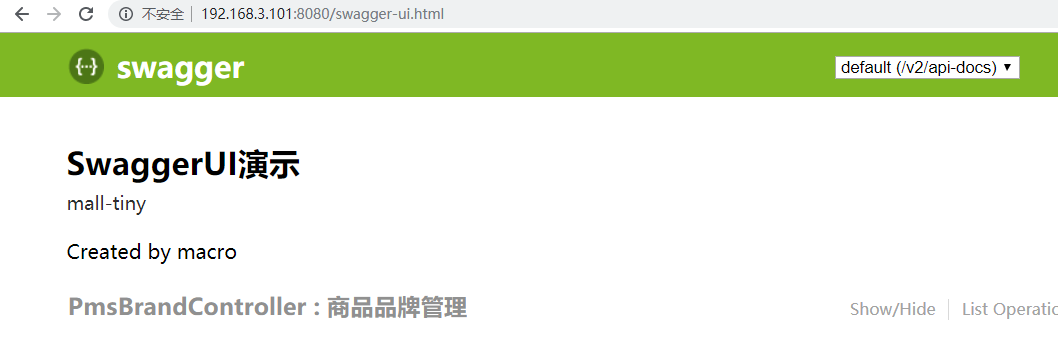 不安全 192.168.3.101:8080/swagger-ui.html
swagger default (/v2/api-docs)
SwaggerUI演示
mall-tiny
Created by macro
PmsBrandController : 商品品牌管理 Show/Hide List Operatic